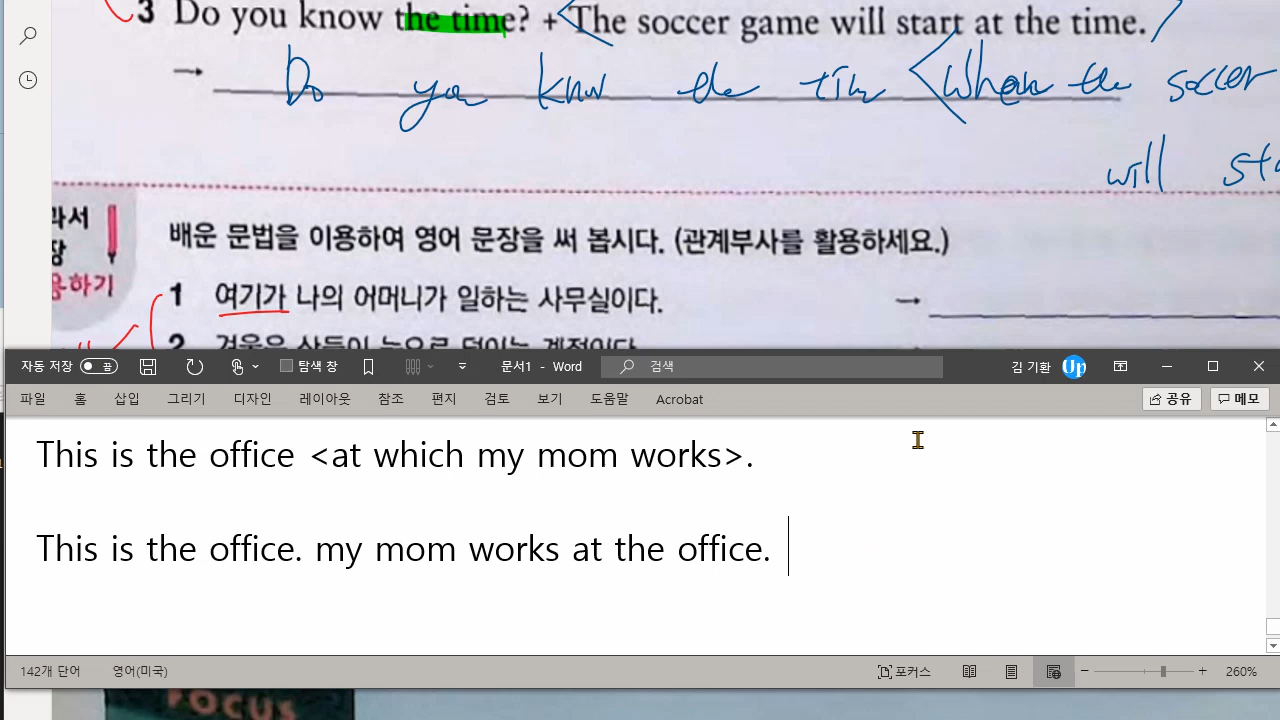 3 Do you know the time? + <The soccer game will start at the time.
→ Do you know the time <When the soccer
will
배운 문법을 이용하여 영어 문장을 써 봅시다. (관계부사를 활용하세요.)
1 여기가 나의 어머니가 일하는 사무실이다. →
2
자동 저장 끔 탐색 창 문서1 - Word 검색 김 기환 Up
파일 홈 삽입 그리기 디자인 레이아웃 참조 편지 검토 보기 도움말 Acrobat 공유 메모
This is the office <at which my mom works>.
This is the office. my mom works at the office.
142개 단어 영어(미국) 포커스 260%
FOCUS